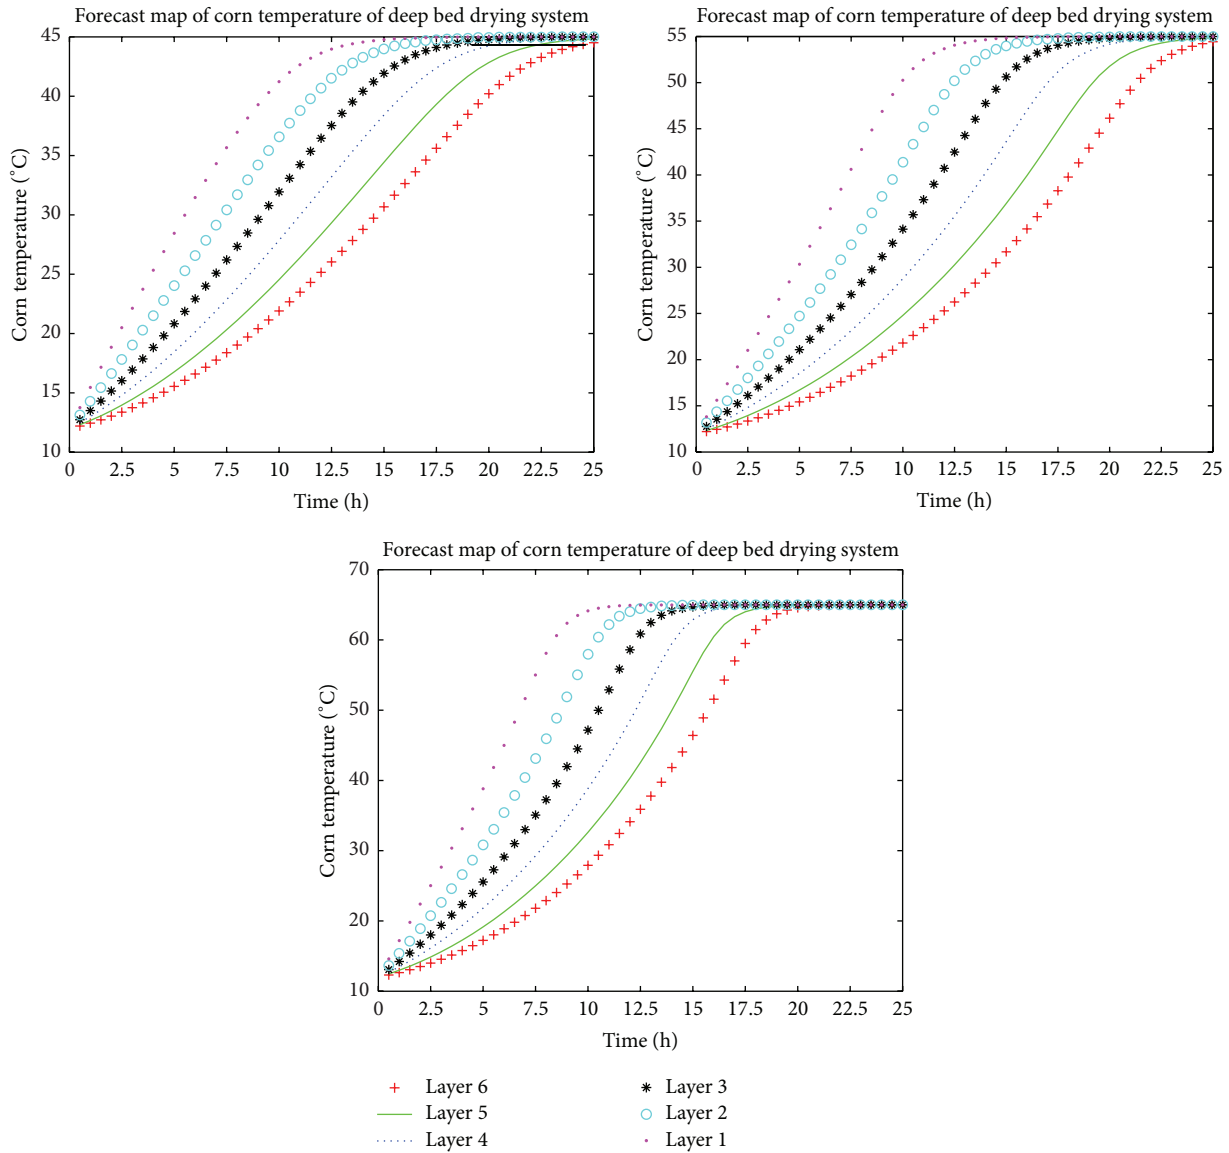 Forecast map of corn temperature of deep bed drying system
45
40
35
30
25
20
15
10
Corn temperature (°C)
0 2.5 5 7.5 10 12.5 15 17.5 20 22.5 25
Time (h)
Forecast map of corn temperature of deep bed drying system
55
50
45
40
35
30
25
20
15
10
Corn temperature (°C)
0 2.5 5 7.5 10 12.5 15 17.5 20 22.5 25
Time (h)
Forecast map of corn temperature of deep bed drying system
70
60
50
40
30
20
10
Corn temperature (°C)
0 2.5 5 7.5 10 12.5 15 17.5 20 22.5 25
Time (h)
Layer 6
Layer 5
Layer 4
Layer 3
Layer 2
Layer 1